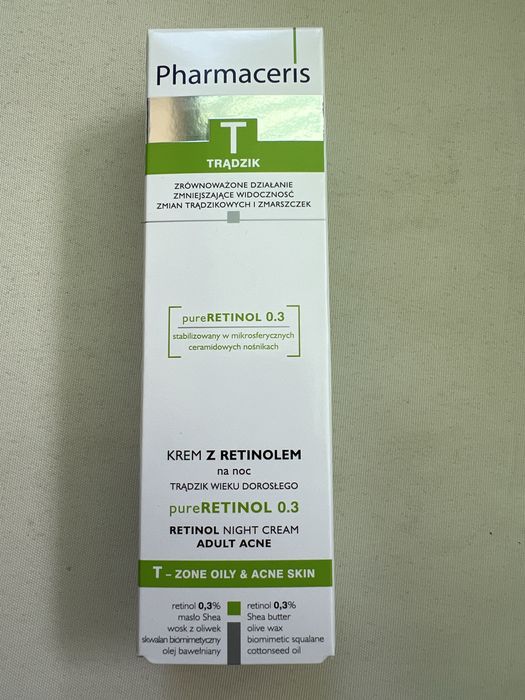 Pharmaceris
T
TRĄDZIK
ZRÓWNOWAŻONE DZIAŁANIE
ZMNIEJSZAJĄCE WIDOCZNOŚĆ
ZMIAN TRĄDZIKOWYCH I ZMARSZCZEK
pureRETINOL 0.3
stabilizowany w mikrosferycznych
ceramidowych nośnikach
KREM Z RETINOLEM
na noc
TRĄDZIK WIEKU DOROSŁEGO
pureRETINOL 0.3
RETINOL NIGHT CREAM
ADULT ACNE
T – ZONE OILY & ACNE SKIN
retinol 0,3%
masło Shea
wosk z oliwek
skwalan biomimetyczny
olej bawełniany
retinol 0,3%
Shea butter
olive wax
biomimetic squalane
cottonseed oil